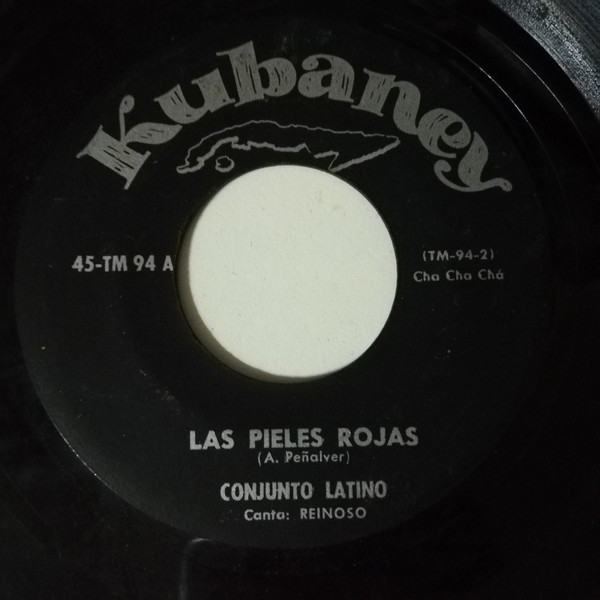 Kubaney
45-TM 94 A
(TM-94-2)
Cha Cha Chá
LAS PIELES ROJAS
(A. Peñalver)
CONJUNTO LATINO
Canta: REINOSO